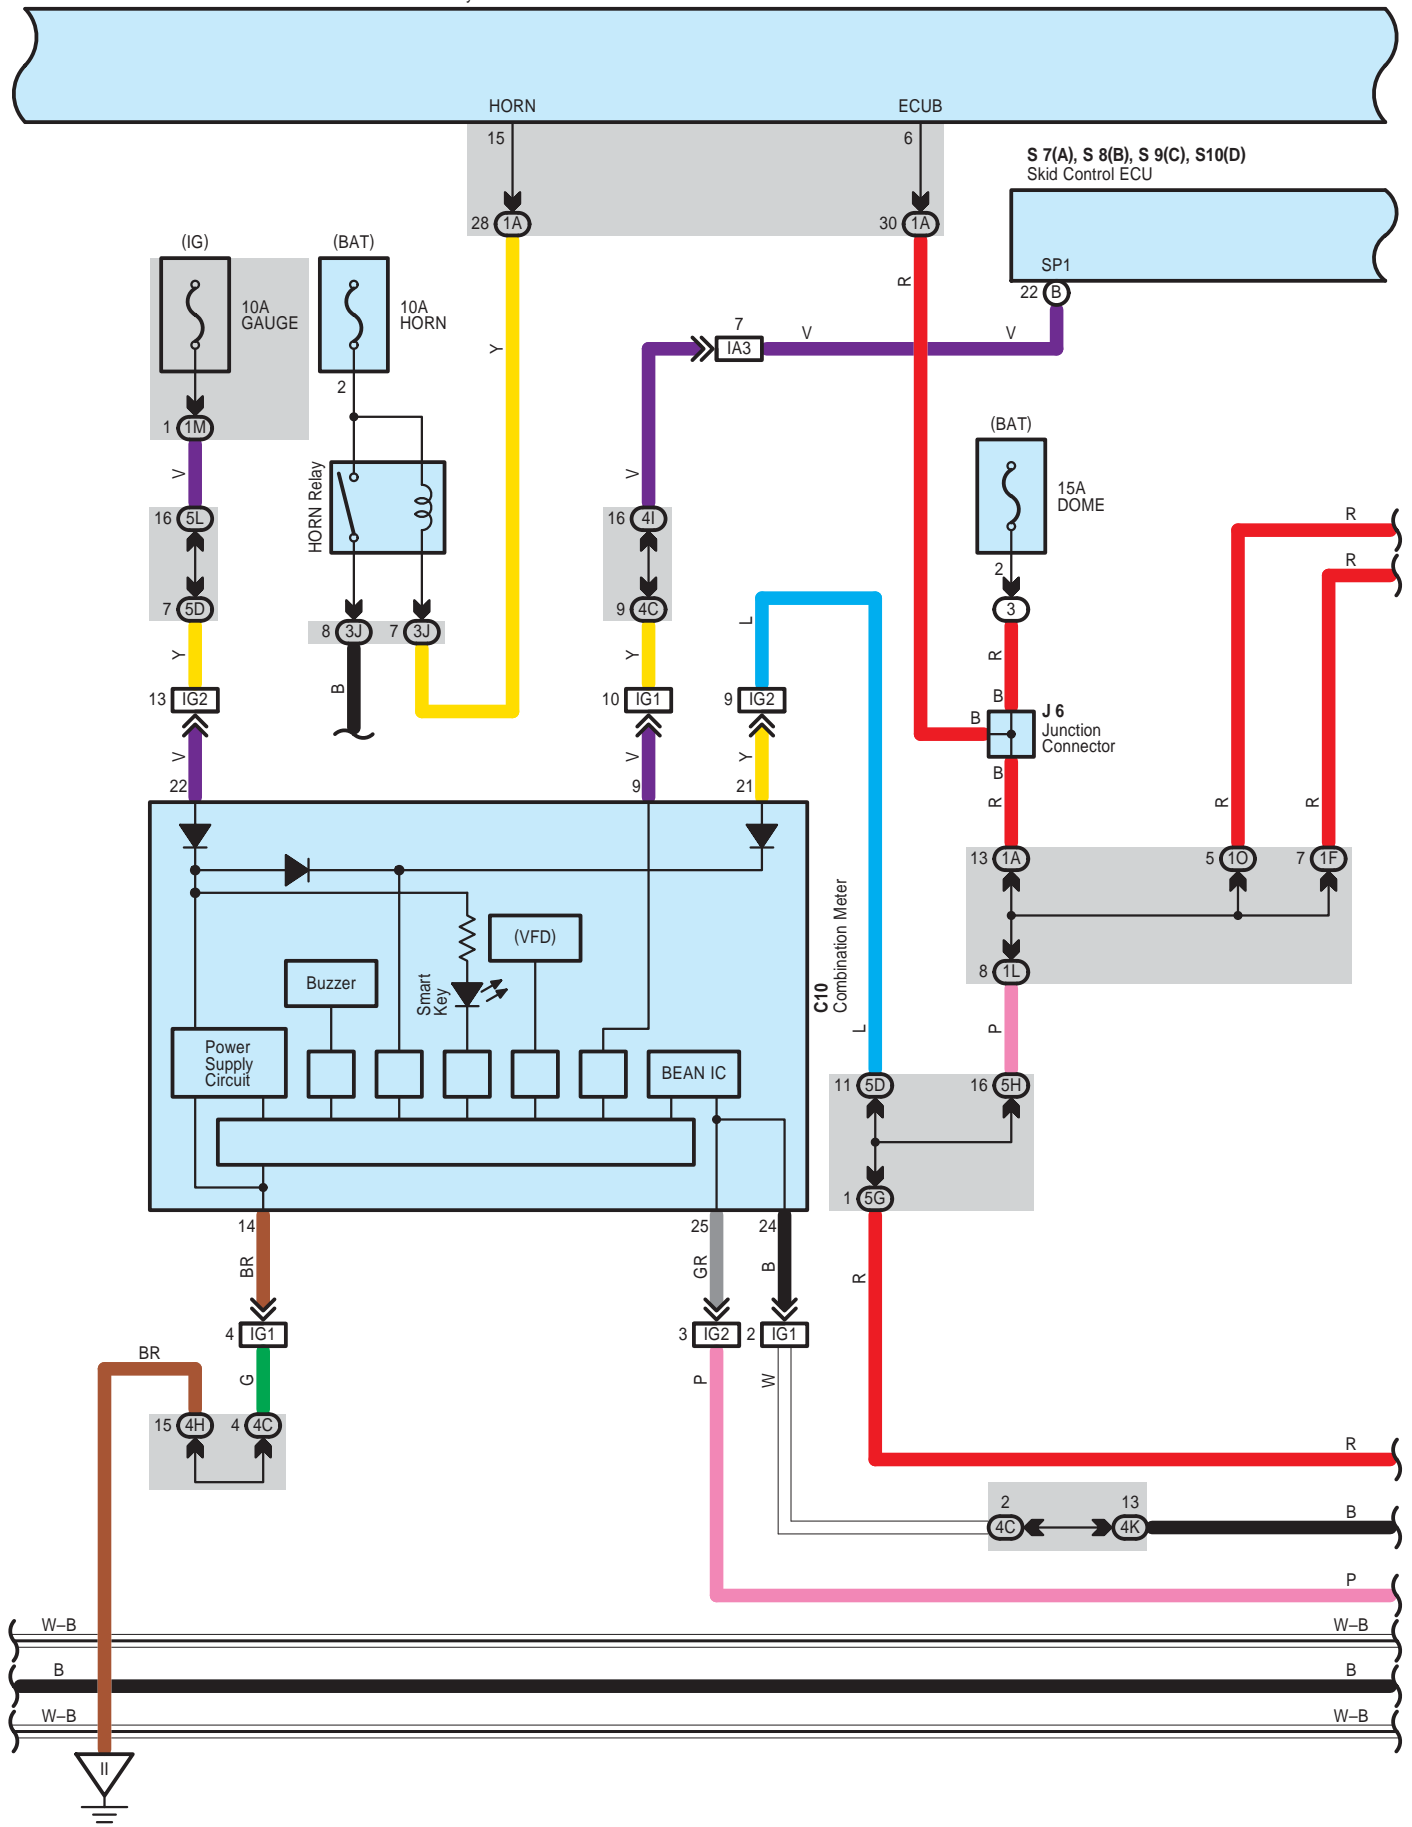 HORN
ECUB
15
6
S 7(A), S 8(B), S 9(C), S10(D)
Skid Control ECU
28 1A
30 1A
(IG)
(BAT)
SP1
22 B
R
10A
GAUGE
10A
HORN
7
IA3
V
V
Y
2
1 1M
(BAT)
V
HORN Relay
V
15A
DOME
16 5L
16 4I
R
R
2
7 5D
9 4C
3
8 3J
7 3J
L
Y
Y
R
B
13 IG2
10 IG1
9 IG2
B
B
J 6
Junction
Connector
V
V
Y
B
22
9
21
R
R
R
13 1A
5 1O
7 1F
(VFD)
C10
Combination Meter
8 1L
Buzzer
Smart
Key
L
P
Power
Supply
Circuit
BEAN IC
11 5D
16 5H
1 5G
14
25
24
BR
GR
B
R
4 IG1
3 IG2
2 IG1
BR
G
P
W
15 4H
4 4C
R
2
13
4C
4K
B
P
W–B
W–B
B
B
W–B
W–B
II